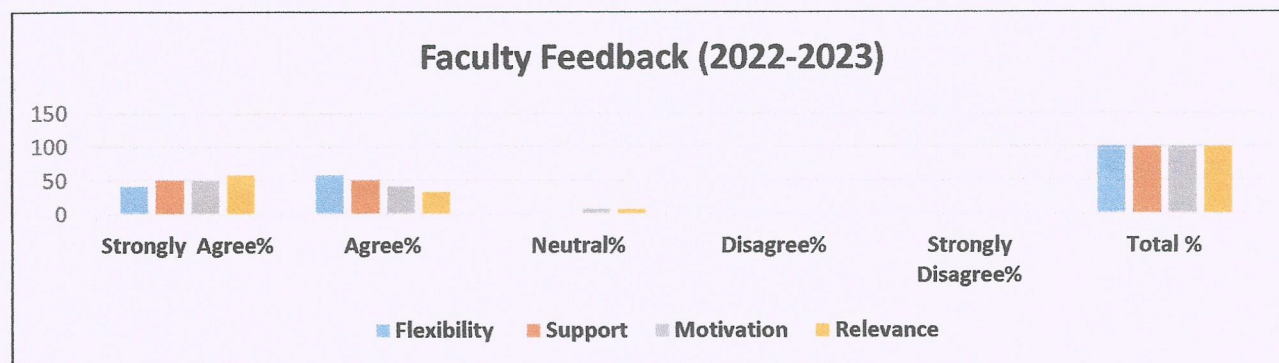 Faculty Feedback (2022-2023)
150
100
50
0
Strongly Agree% Agree% Neutral% Disagree% Strongly Disagree% Total %
Flexibility Support Motivation Relevance